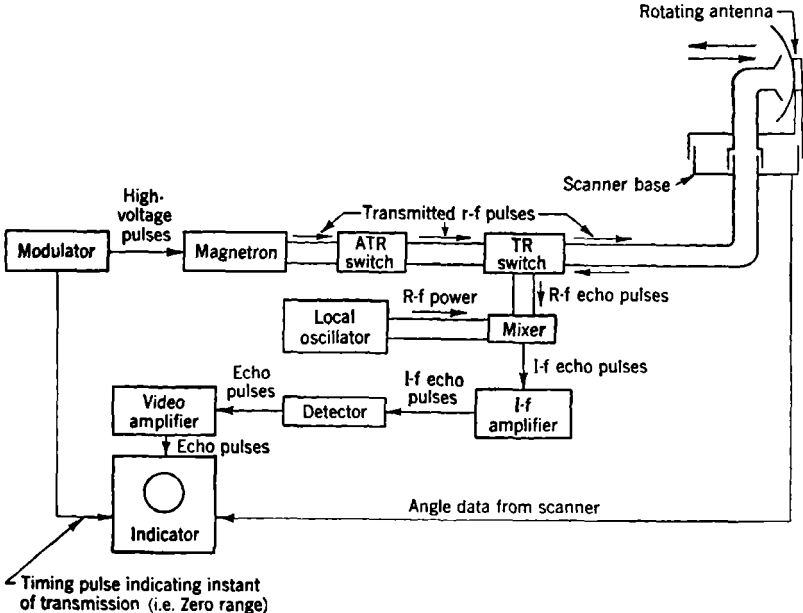 Rotating antenna
Scanner base
High-
voltage
pulses
Transmitted r-f pulses
Modulator
Magnetron
ATR
switch
TR
switch
R-f echo pulses
R-f power
Local
oscillator
Mixer
I-f echo pulses
Echo
pulses
I-f echo
pulses
Video
amplifier
Detector
I-f
amplifier
Echo pulses
Angle data from scanner
Indicator
Timing pulse indicating instant
of transmission (i.e. Zero range)